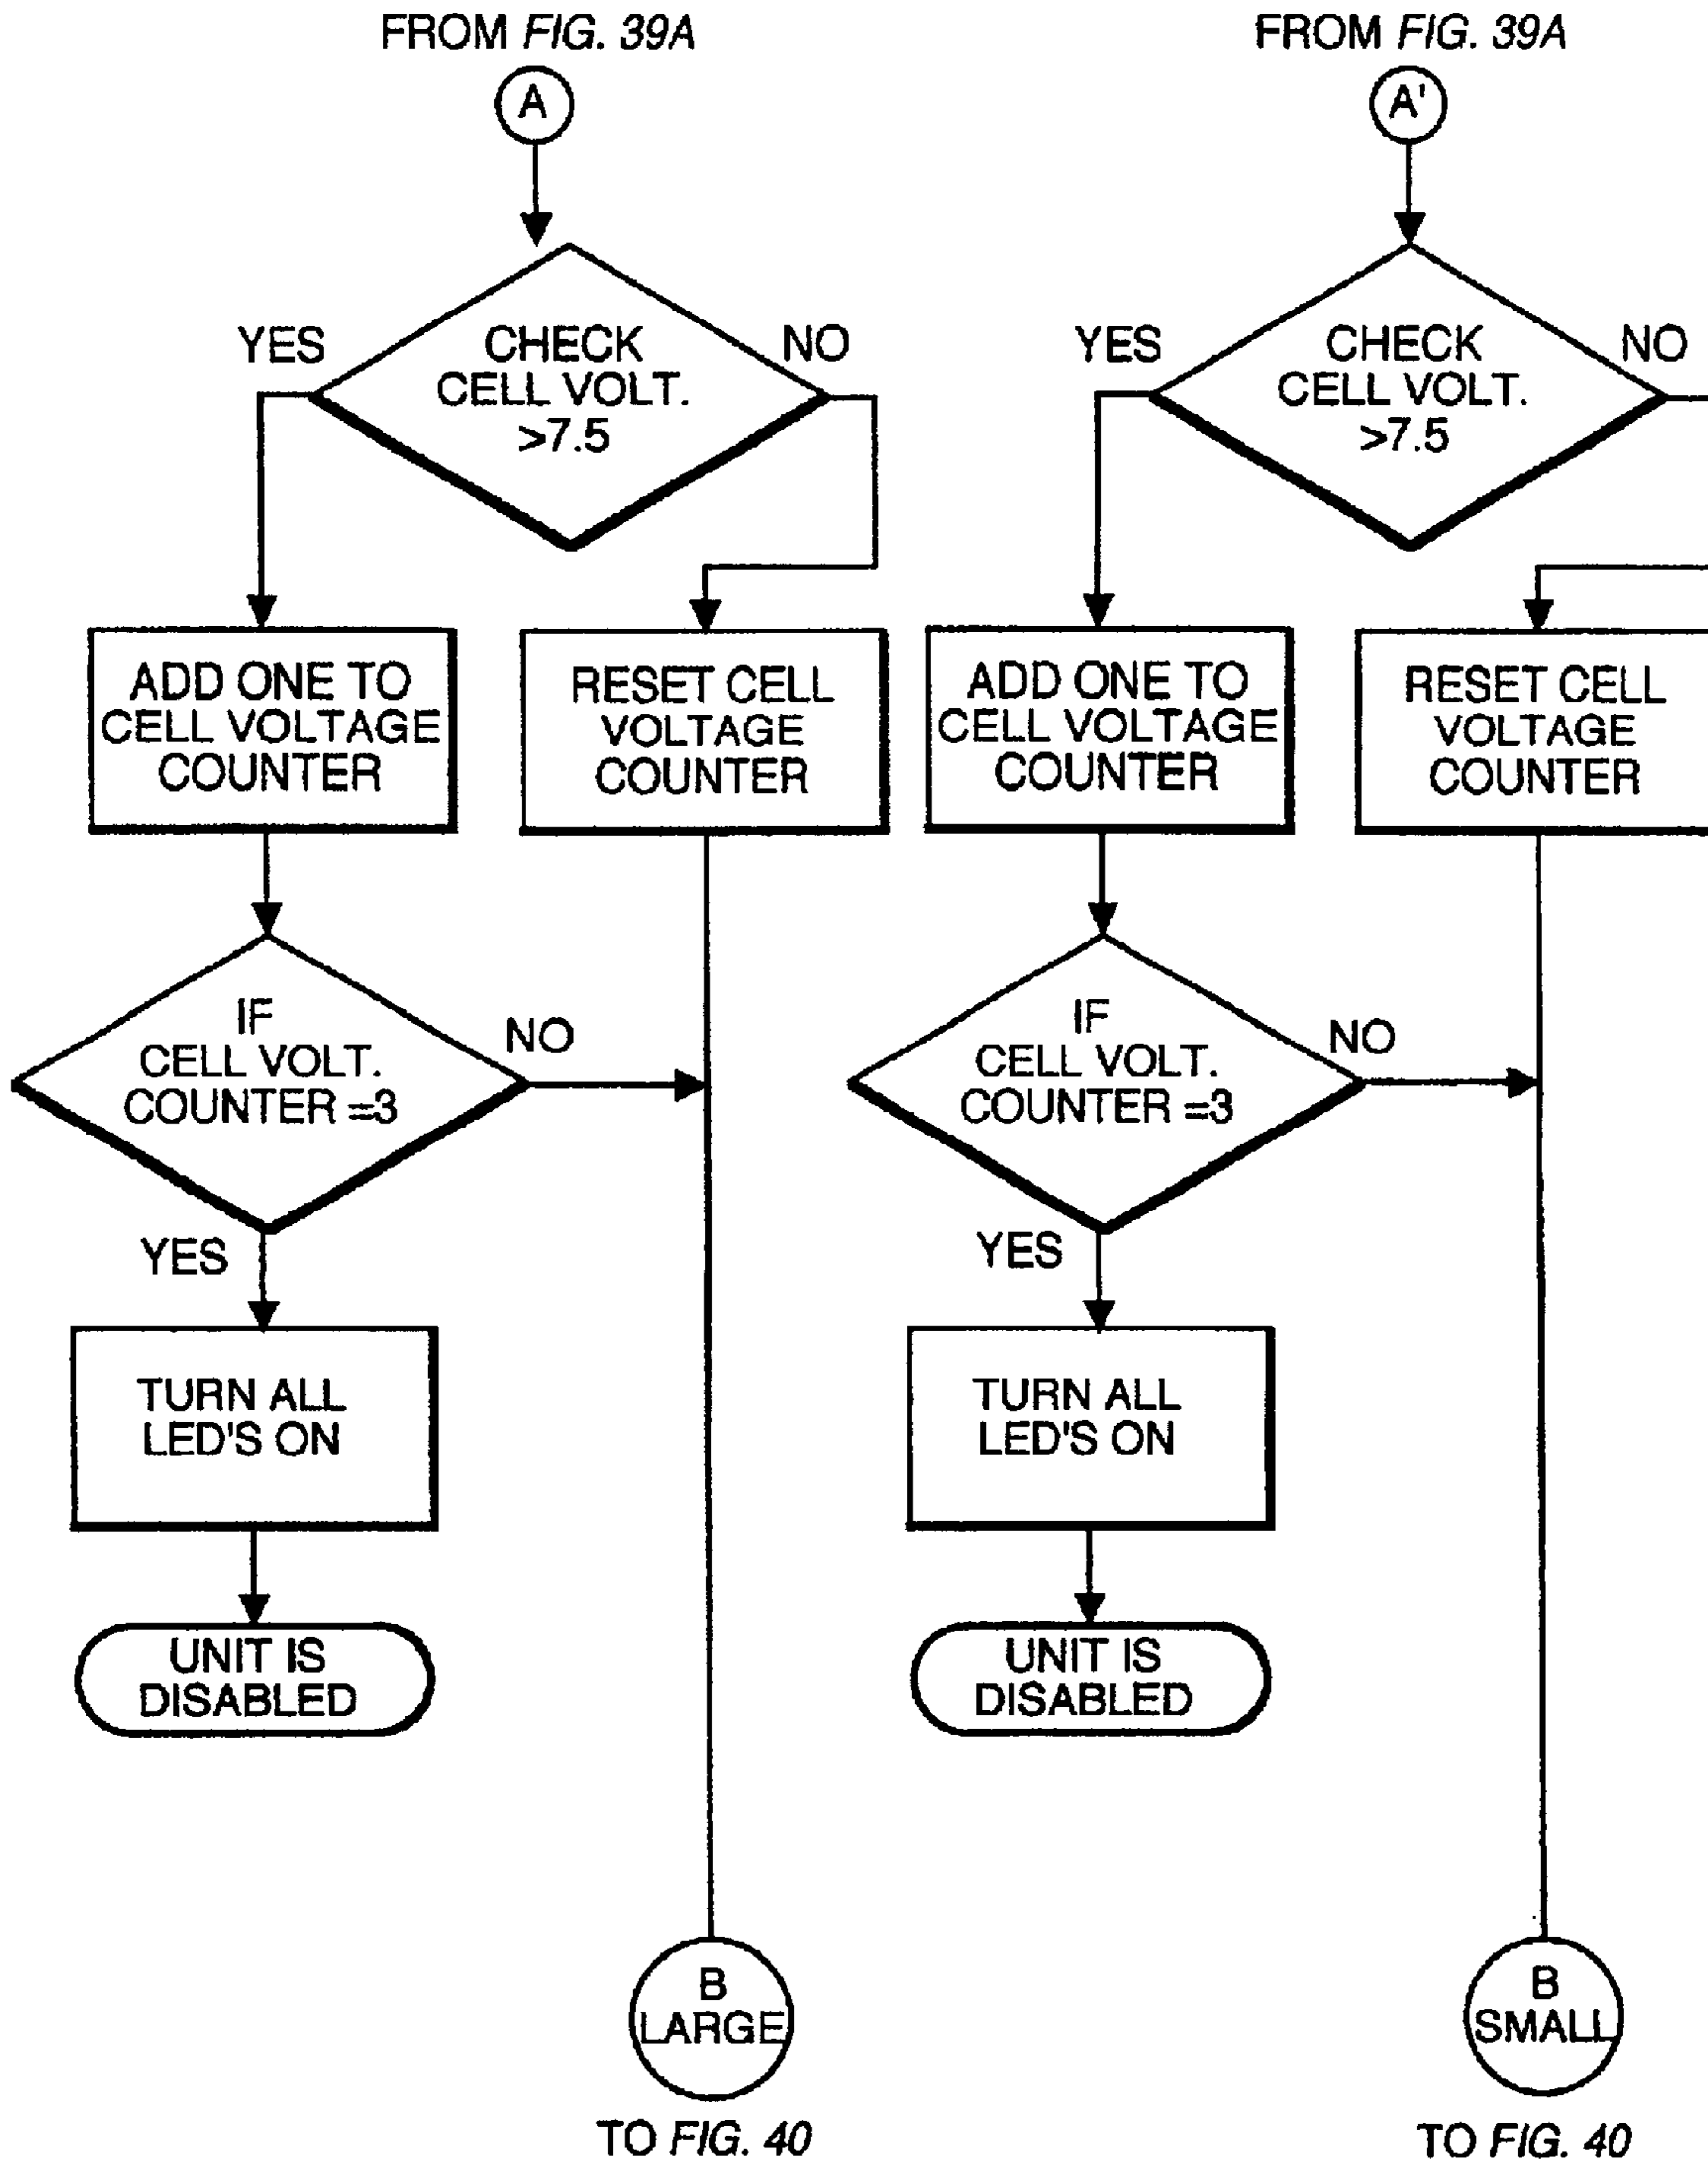 FROM FIG. 39A
A
YES
CHECK
CELL VOLT.
>7.5
NO
ADD ONE TO
CELL VOLTAGE
COUNTER
RESET CELL
VOLTAGE
COUNTER
IF
CELL VOLT.
COUNTER =3
NO
YES
TURN ALL
LED'S ON
UNIT IS
DISABLED
B
LARGE
TO FIG. 40
FROM FIG. 39A
A'
YES
CHECK
CELL VOLT.
>7.5
NO
ADD ONE TO
CELL VOLTAGE
COUNTER
RESET CELL
VOLTAGE
COUNTER
IF
CELL VOLT.
COUNTER =3
NO
YES
TURN ALL
LED'S ON
UNIT IS
DISABLED
B
SMALL
TO FIG. 40